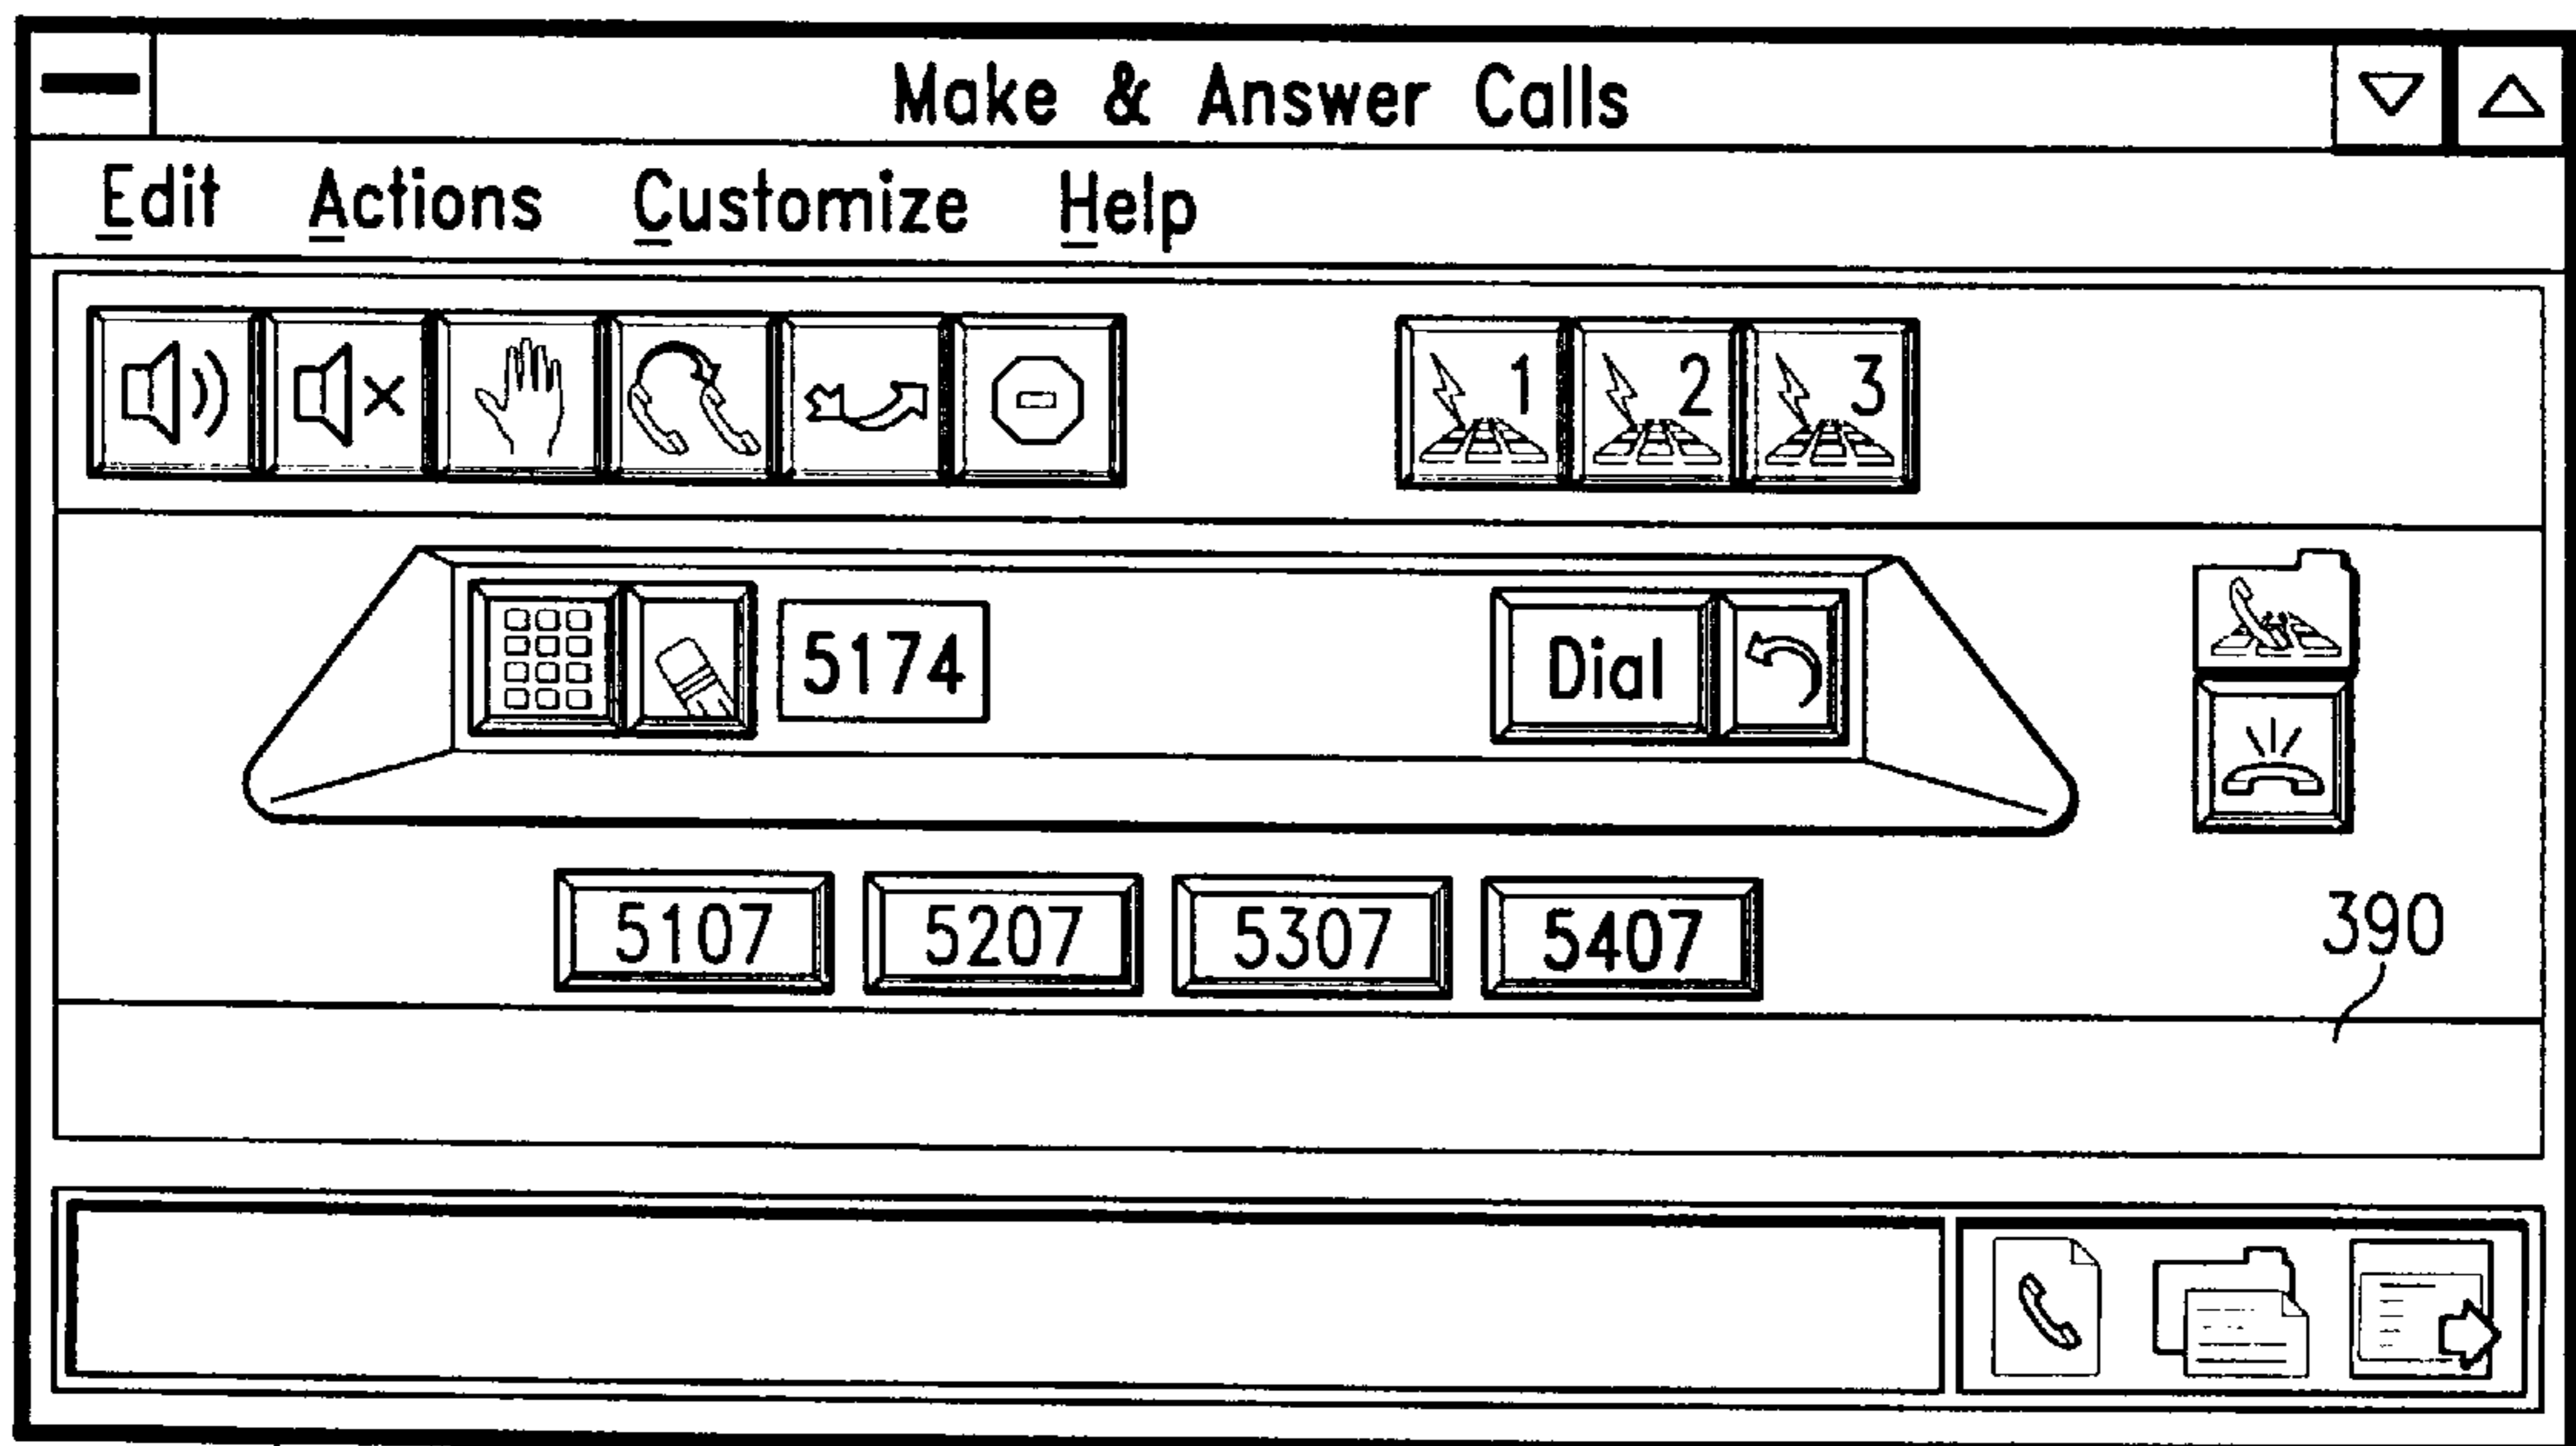 Make & Answer Calls
Edit Actions Customize Help
1 2 3
5174 Dial
5107 5207 5307 5407
390